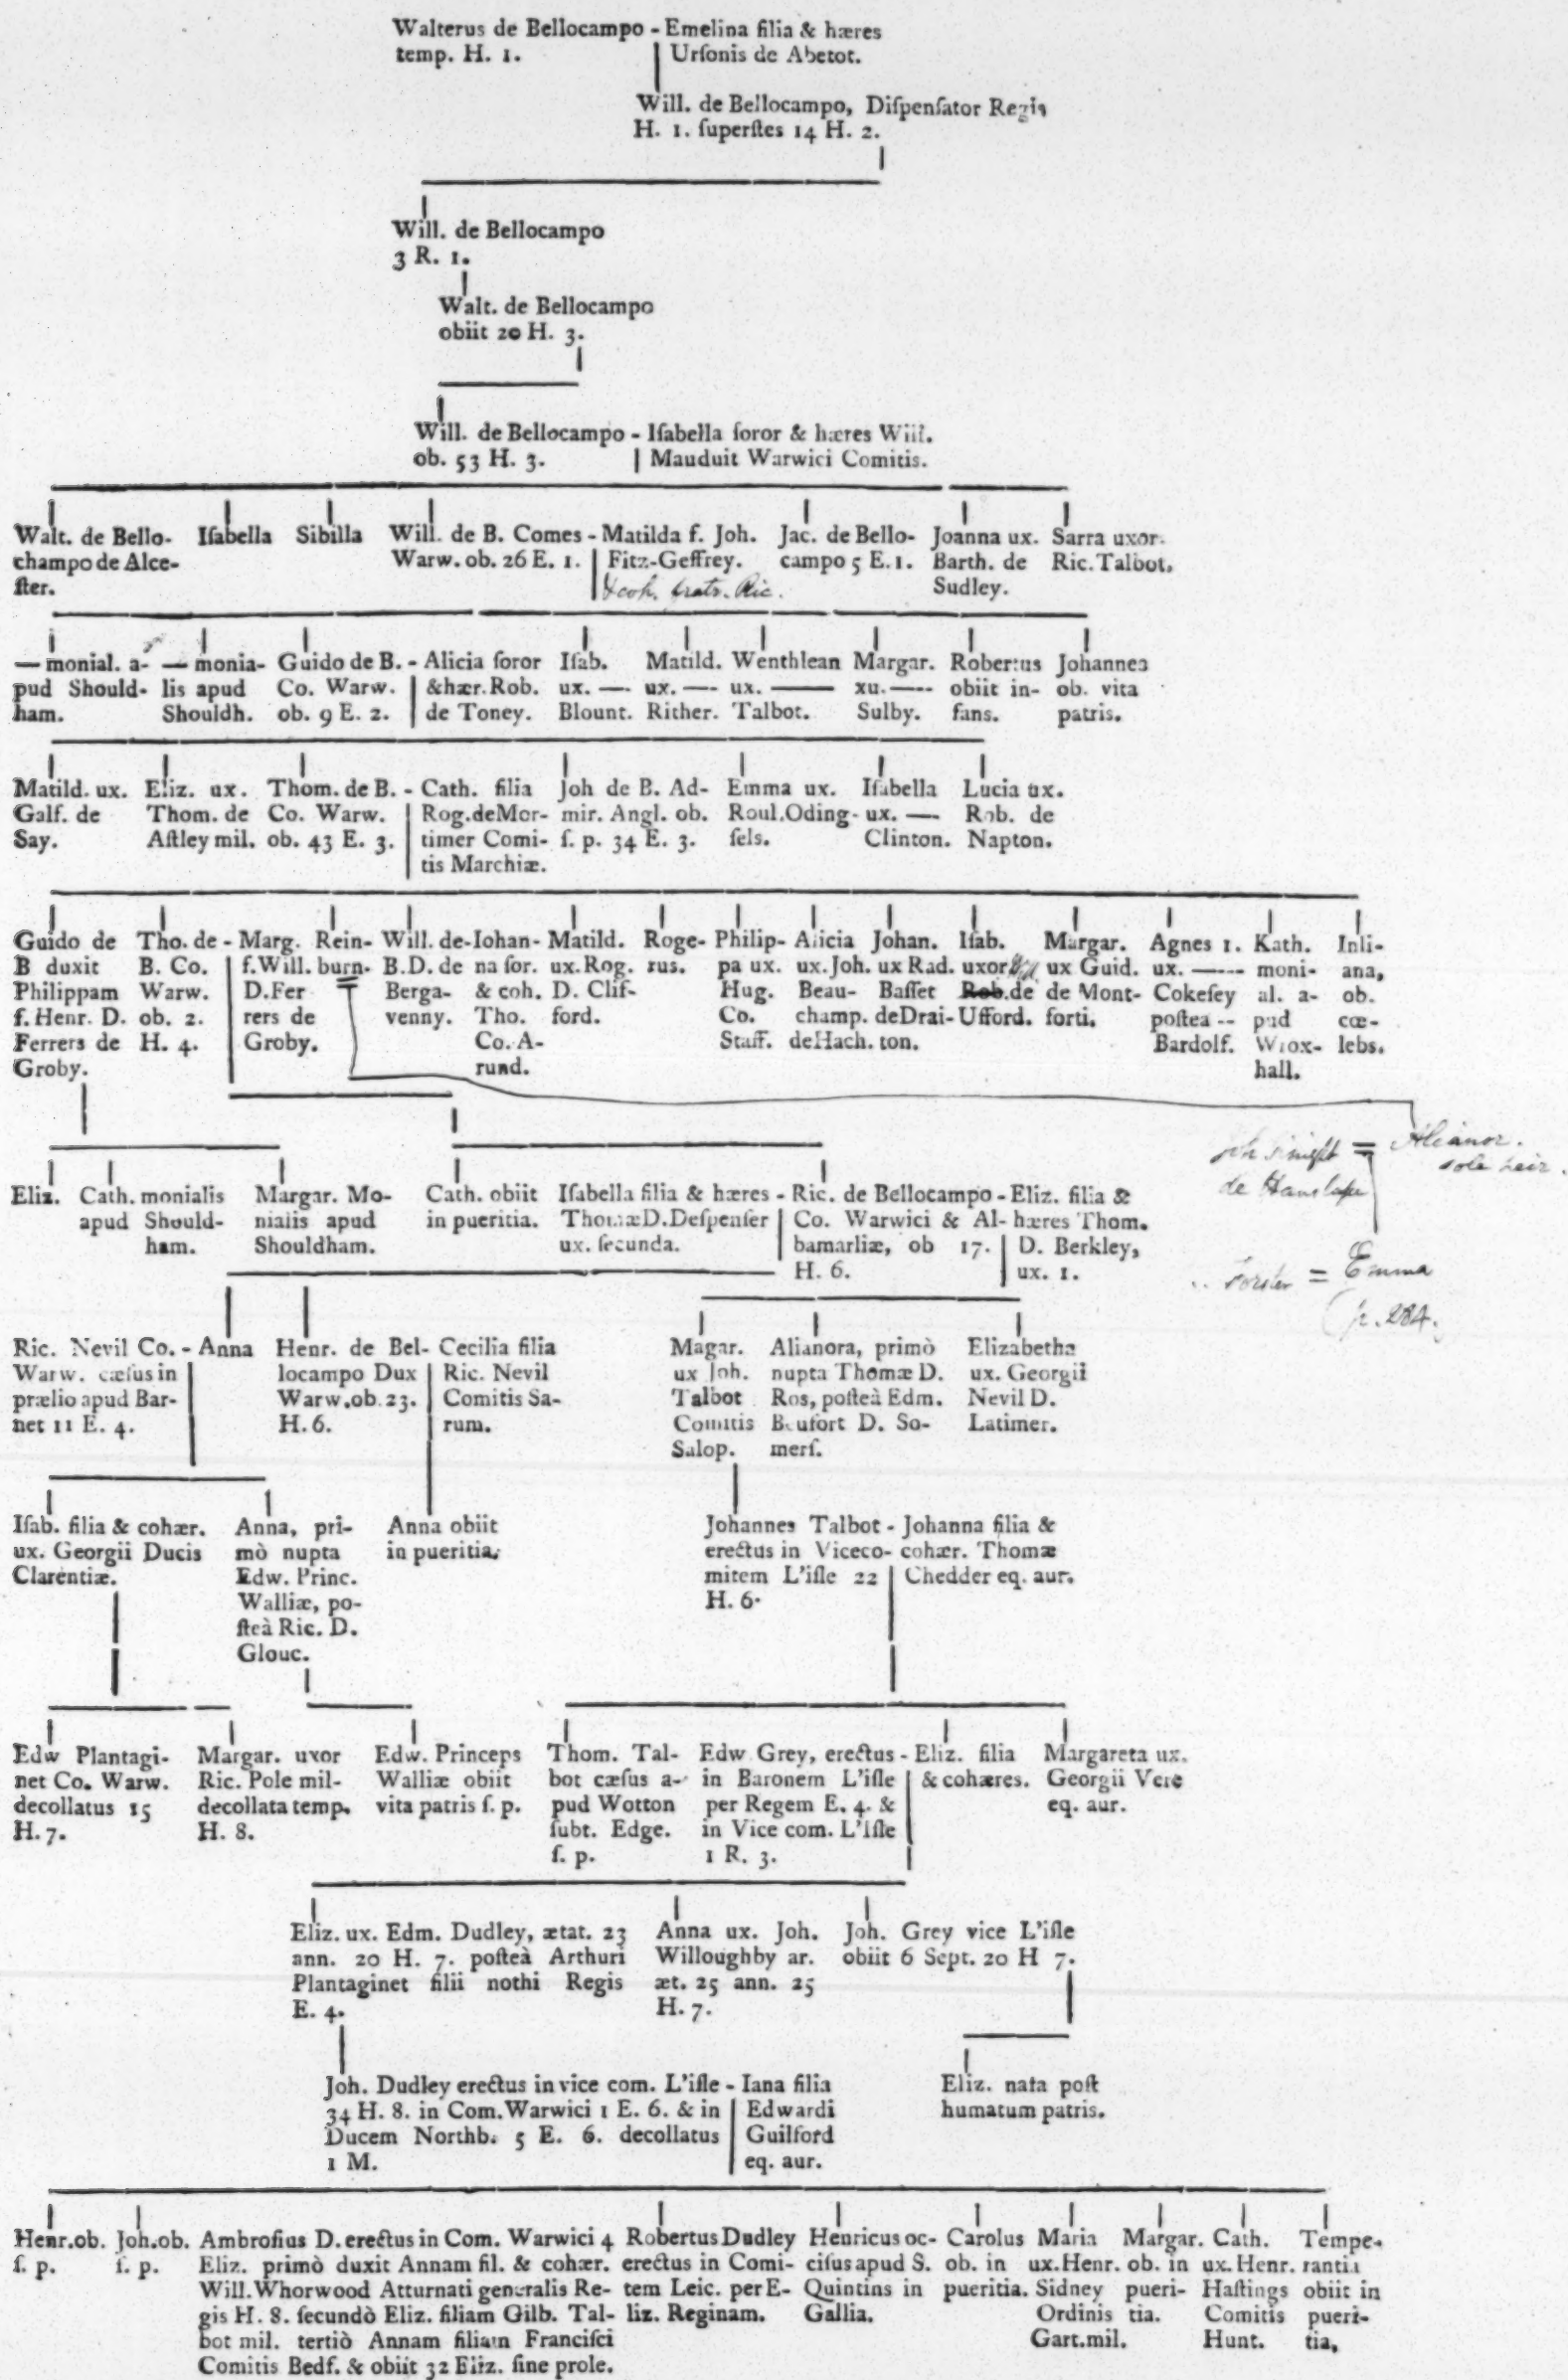 Walterus de Bellocampo - Emelina filia & hæres
temp. H. 1. | Urſonis de Abetot.
Will. de Bellocampo, Diſpenſator Regis
H. 1. ſuperſtes 14 H. 2.
Will. de Bellocampo
3 R. 1.
Walt. de Bellocampo
obiit 20 H. 3.
Will. de Bellocampo - Iſabella ſoror & hæres Will.
ob. 53 H. 3. | Mauduit Warwici Comitis.
Walt. de Bello-
champo de Alce-
ſter.
Iſabella
Sibilla
Will. de B. Comes -
Warw. ob. 26 E. 1.
Matilda f. Joh.
Fitz-Geffrey.
& coh. fratr. Ric.
Jac. de Bello-
campo 5 E. 1.
Joanna ux.
Barth. de
Sudley.
Sarra uxor
Ric. Talbot.
— monial. a-
pud Should-
ham.
— monia-
lis apud
Shouldh.
Guido de B. -
Co. Warw.
ob. 9 E. 2.
Alicia ſoror
& hær. Rob.
de Toney.
Iſab.
ux. —
Blount.
Matild.
ux. —
Rither.
Wenthlean
ux. —
Talbot.
Margar.
xu. —
Sulby.
Robertus
obiit in-
fans.
Johannes
ob. vita
patris.
Matild. ux.
Galf. de
Say.
Eliz. ux.
Thom. de
Aſtley mil.
Thom. de B. -
Co. Warw.
ob. 43 E. 3.
Cath. filia
Rog. de Mor-
timer Comi-
tis Marchiæ.
Joh de B. Ad-
mir. Angl. ob.
ſ. p. 34 E. 3.
Emma ux.
Roul. Oding-
ſels.
Iſabella
ux. —
Clinton.
Lucia ux.
Rob. de
Napton.
Guido de
B duxit
Philippam
f. Henr. D.
Ferrers de
Groby.
Tho. de -
B. Co.
Warw.
ob. 2.
H. 4.
Marg.
f. Will.
D. Fer
rers de
Groby.
Rein-
burn.
Will. de -
B. D. de
Berga-
venny.
Iohan-
na ſor.
& coh.
Tho.
Co. A-
rund.
Matild.
ux. Rog.
D. Clif-
ford.
Roge-
rus.
Philip-
pa ux.
Hug.
Co.
Staff.
Alicia
ux. Joh.
Beau-
champ.
de Hach.
Johan.
ux Rad.
Baſſet
de Drai-
ton.
Iſab.
uxor
Rob. de
Ufford.
Margar.
ux Guid.
de Mont-
forti.
Agnes 1.
ux. —
Cokeſey
poſtea --
Bardolf.
Kath.
moni-
al. a-
pud
Wrox-
hall.
Inli-
ana,
ob.
cœ-
lebs.
= Alianor.
sole heir.
de Hanslape
= Emma
(p. 284.
Eliz.
Cath. monialis
apud Should-
ham.
Margar. Mo-
nialis apud
Shouldham.
Cath. obiit
in pueritia.
Iſabella filia & hæres -
Thomæ D. Deſpenſer
ux. ſecunda.
Ric. de Bellocampo -
Co. Warwici & Al-
bamarliæ, ob 17.
H. 6.
Eliz. filia &
hæres Thom.
D. Berkley,
ux. 1.
Ric. Nevil Co. -
Warw. cæſus in
prælio apud Bar-
net 11 E. 4.
Anna
Henr. de Bel-
locampo Dux
Warw. ob. 23.
H. 6.
Cecilia filia
Ric. Nevil
Comitis Sa-
rum.
Magar.
ux Joh.
Talbot
Comitis
Salop.
Alianora, primò
nupta Thomæ D.
Ros, poſteà Edm.
Beufort D. So-
merſ.
Elizabetha
ux. Georgii
Nevil D.
Latimer.
Iſab. filia & cohær.
ux. Georgii Ducis
Clarentiæ.
Anna, pri-
mò nupta
Edw. Princ.
Walliæ, po-
ſteà Ric. D.
Glouc.
Anna obiit
in pueritia.
Johannes Talbot -
erectus in Viceco-
mitem L'iſle 22
H. 6.
Johanna filia &
cohær. Thomæ
Chedder eq. aur.
Edw Plantagi-
net Co. Warw.
decollatus 15
H. 7.
Margar. uxor
Ric. Pole mil-
decollata temp.
H. 8.
Edw. Princeps
Walliæ obiit
vita patris ſ. p.
Thom. Tal-
bot cæſus a-
pud Wotton
ſubt. Edge.
ſ. p.
Edw Grey, erectus -
in Baronem L'iſle
per Regem E. 4. &
in Vice com. L'iſle
1 R. 3.
Eliz. filia
& cohæres.
Margareta ux.
Georgii Vere
eq. aur.
Eliz. ux. Edm. Dudley, ætat. 23
ann. 20 H. 7. poſteà Arthuri
Plantaginet filii nothi Regis
E. 4.
Anna ux. Joh.
Willoughby ar.
æt. 25 ann. 25
H. 7.
Joh. Grey vice L'iſle
obiit 6 Sept. 20 H 7.
Joh. Dudley erectus in vice com. L'iſle -
34 H. 8. in Com. Warwici 1 E. 6. & in
Ducem Northb. 5 E. 6. decollatus
1 M.
Iana filia
Edwardi
Guilford
eq. aur.
Eliz. nata poſt
humatum patris.
Henr. ob.
ſ. p.
Joh. ob.
ſ. p.
Ambroſius D. erectus in Com. Warwici 4
Eliz. primò duxit Annam fil. & cohær.
Will. Whorwood Atturnati generalis Re-
gis H. 8. ſecundò Eliz. filiam Gilb. Tal-
bot mil. tertiò Annam filiam Franciſci
Comitis Bedf. & obiit 32 Eliz. ſine prole.
Robertus Dudley
erectus in Comi-
tem Leic. per E-
liz. Reginam.
Henricus oc-
ciſus apud S.
Quintins in
Gallia.
Carolus
ob. in
pueritia.
Maria
ux. Henr.
Sidney
Ordinis
Gart. mil.
Margar.
ob. in
pueri-
tia.
Cath.
ux. Henr.
Haſtings
Comitis
Hunt.
Tempe-
rantia
obiit in
pueri-
tia,